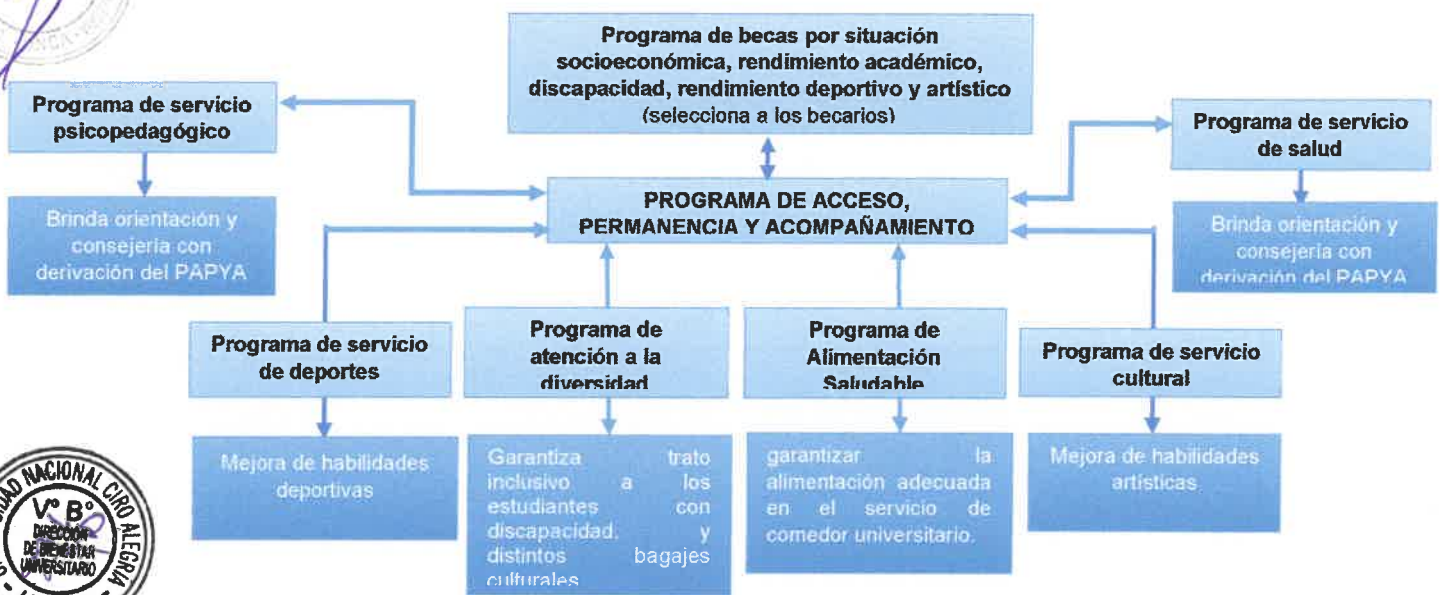 Programa de becas por situación
socioeconómica, rendimiento académico,
discapacidad, rendimiento deportivo y artístico
(selecciona a los becarios)
Programa de servicio
psicopedagógico
Programa de servicio
de salud
PROGRAMA DE ACCESO,
PERMANENCIA Y ACOMPAÑAMIENTO
Brinda orientación y
consejería con
derivación del PAPYA
Brinda orientación y
consejería con
derivación del PAPYA
Programa de servicio
de deportes
Programa de
atención a la
diversidad
Programa de
Alimentación
Saludable
Programa de servicio
cultural
Mejora de habilidades
deportivas
Garantiza trato
inclusivo a los
estudiantes con
discapacidad, y
distintos bagajes
culturales
garantizar la
alimentación adecuada
en el servicio de
comedor universitario.
Mejora de habilidades
artísticas
NACIONAL CIRO ALEGRIA
V° B°
DIRECCIÓN
DE BIENESTAR
UNIVERSITARIO